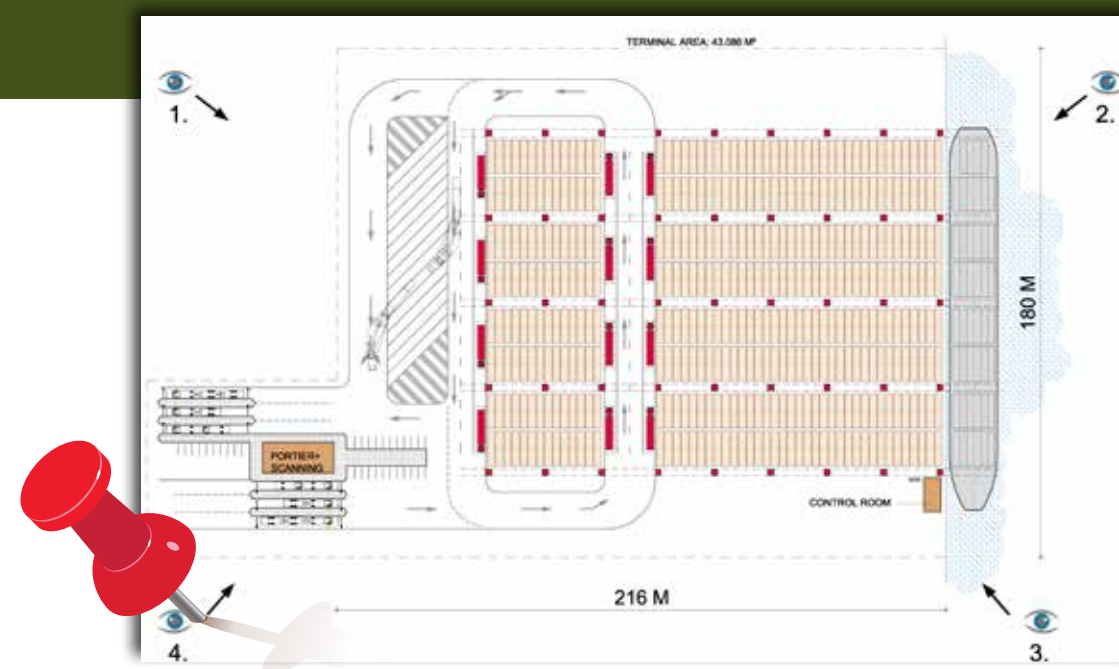 TERMINAL AREA: 43.086 M²
1.
2.
180 M
PORTIER+
SCANNING
CONTROL ROOM
216 M
4.
3.